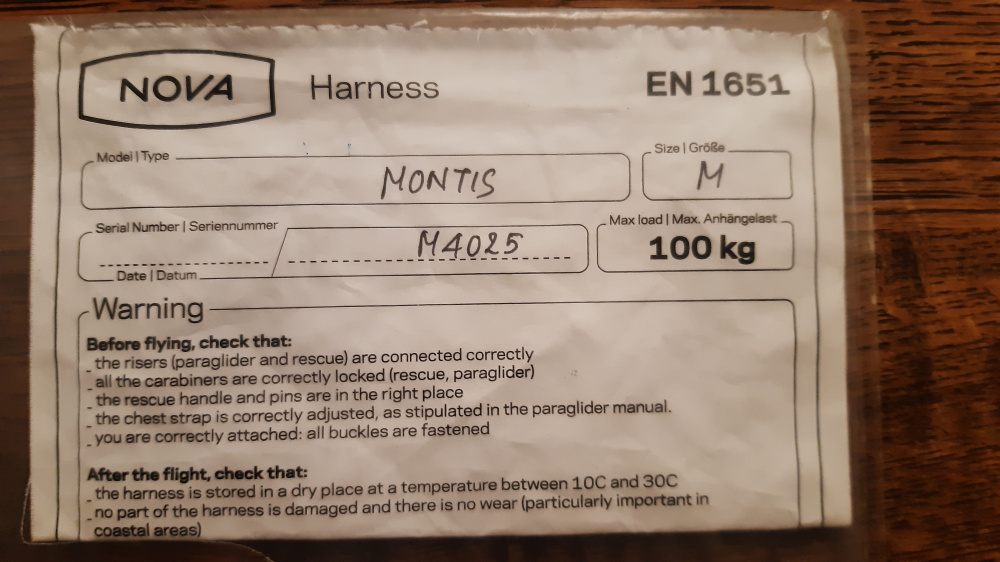 NOVA Harness EN 1651
Model | Type
MONTIS
Size | Größe
M
Serial Number | Seriennummer
M4025
Date | Datum
Max load | Max. Anhängelast
100 kg
Warning
Before flying, check that:
_ the risers (paraglider and rescue) are connected correctly
_ all the carabiners are correctly locked (rescue, paraglider)
_ the rescue handle and pins are in the right place
_ the chest strap is correctly adjusted, as stipulated in the paraglider manual.
_ you are correctly attached: all buckles are fastened
After the flight, check that:
_ the harness is stored in a dry place at a temperature between 10C and 30C
_ no part of the harness is damaged and there is no wear (particularly important in
coastal areas)